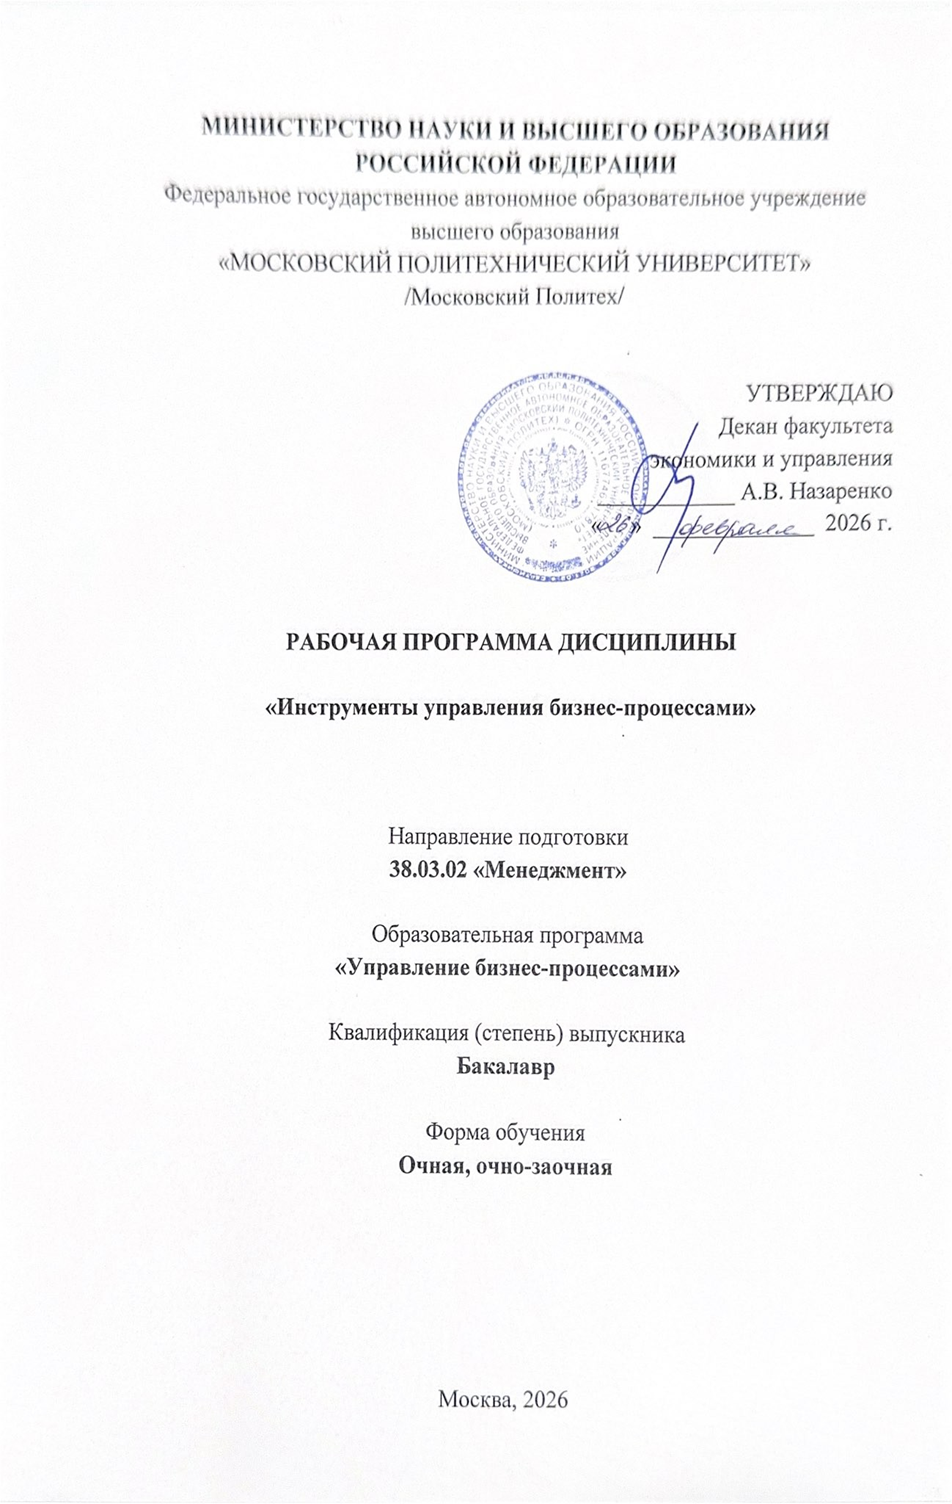 МИНИСТЕРСТВО НАУКИ И ВЫСШЕГО ОБРАЗОВАНИЯ
РОССИЙСКОЙ ФЕДЕРАЦИИ
Федеральное государственное автономное образовательное учреждение
высшего образования
«МОСКОВСКИЙ ПОЛИТЕХНИЧЕСКИЙ УНИВЕРСИТЕТ»
/Московский Политех/
УТВЕРЖДАЮ
Декан факультета
экономики и управления
А.В. Назаренко
«26» февраля 2026 г.
РАБОЧАЯ ПРОГРАММА ДИСЦИПЛИНЫ
«Инструменты управления бизнес-процессами»
Направление подготовки
38.03.02 «Менеджмент»
Образовательная программа
«Управление бизнес-процессами»
Квалификация (степень) выпускника
Бакалавр
Форма обучения
Очная, очно-заочная
Москва, 2026